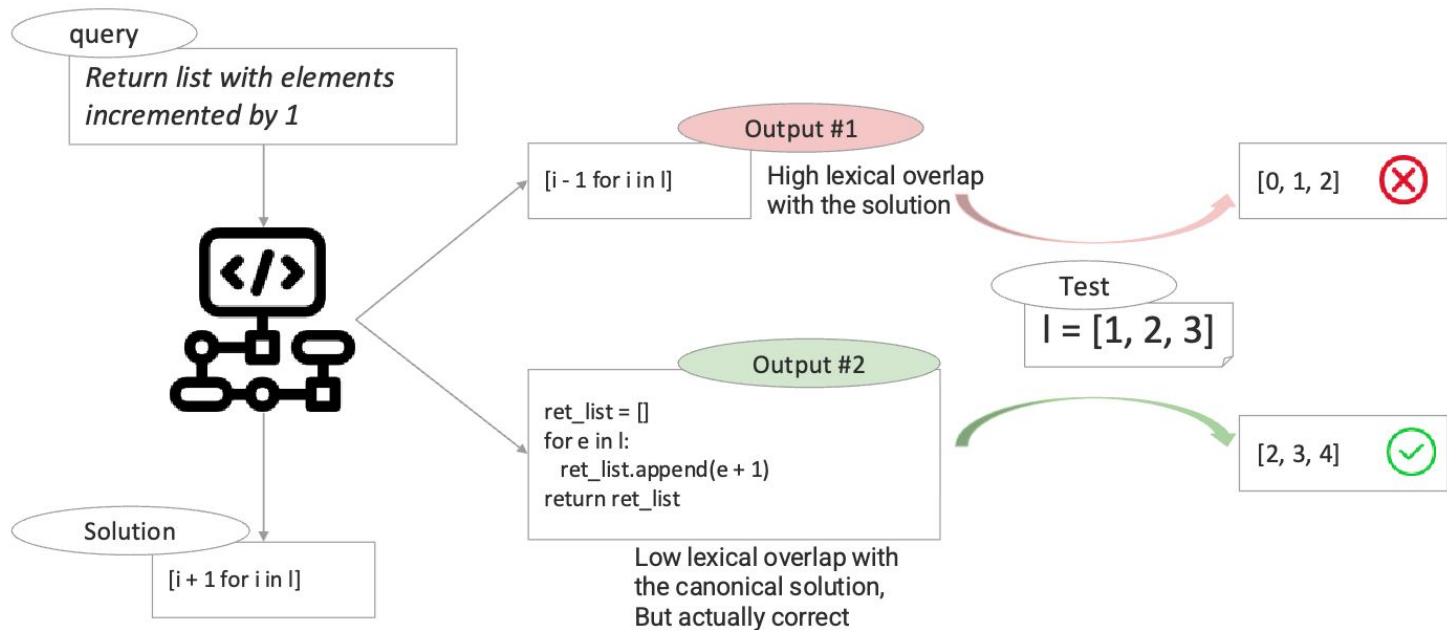 query
Return list with elements
incremented by 1
</>
Solution
[i + 1 for i in l]
Output #1
[i - 1 for i in l]
High lexical overlap
with the solution
[0, 1, 2]
Test
l = [1, 2, 3]
Output #2
ret_list = []
for e in l:
ret_list.append(e + 1)
return ret_list
Low lexical overlap with
the canonical solution,
But actually correct
[2, 3, 4]